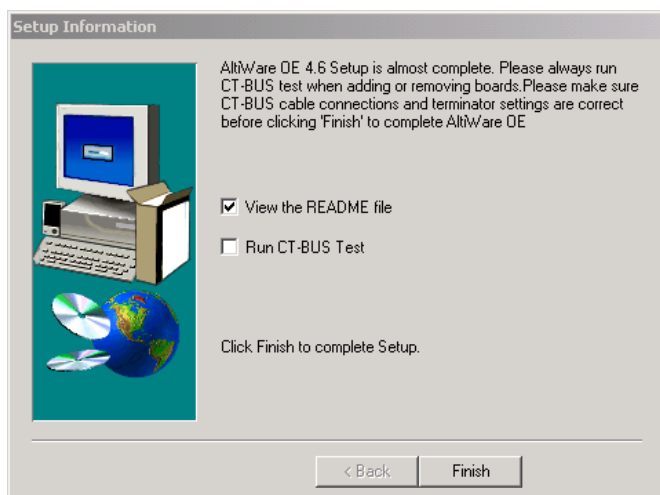 Setup Information
AltiWare OE 4.6 Setup is almost complete. Please always run
CT-BUS test when adding or removing boards.Please make sure
CT-BUS cable connections and terminator settings are correct
before clicking 'Finish' to complete AltiWare OE
View the README file
Run CT-BUS Test
Click Finish to complete Setup.
< Back
Finish